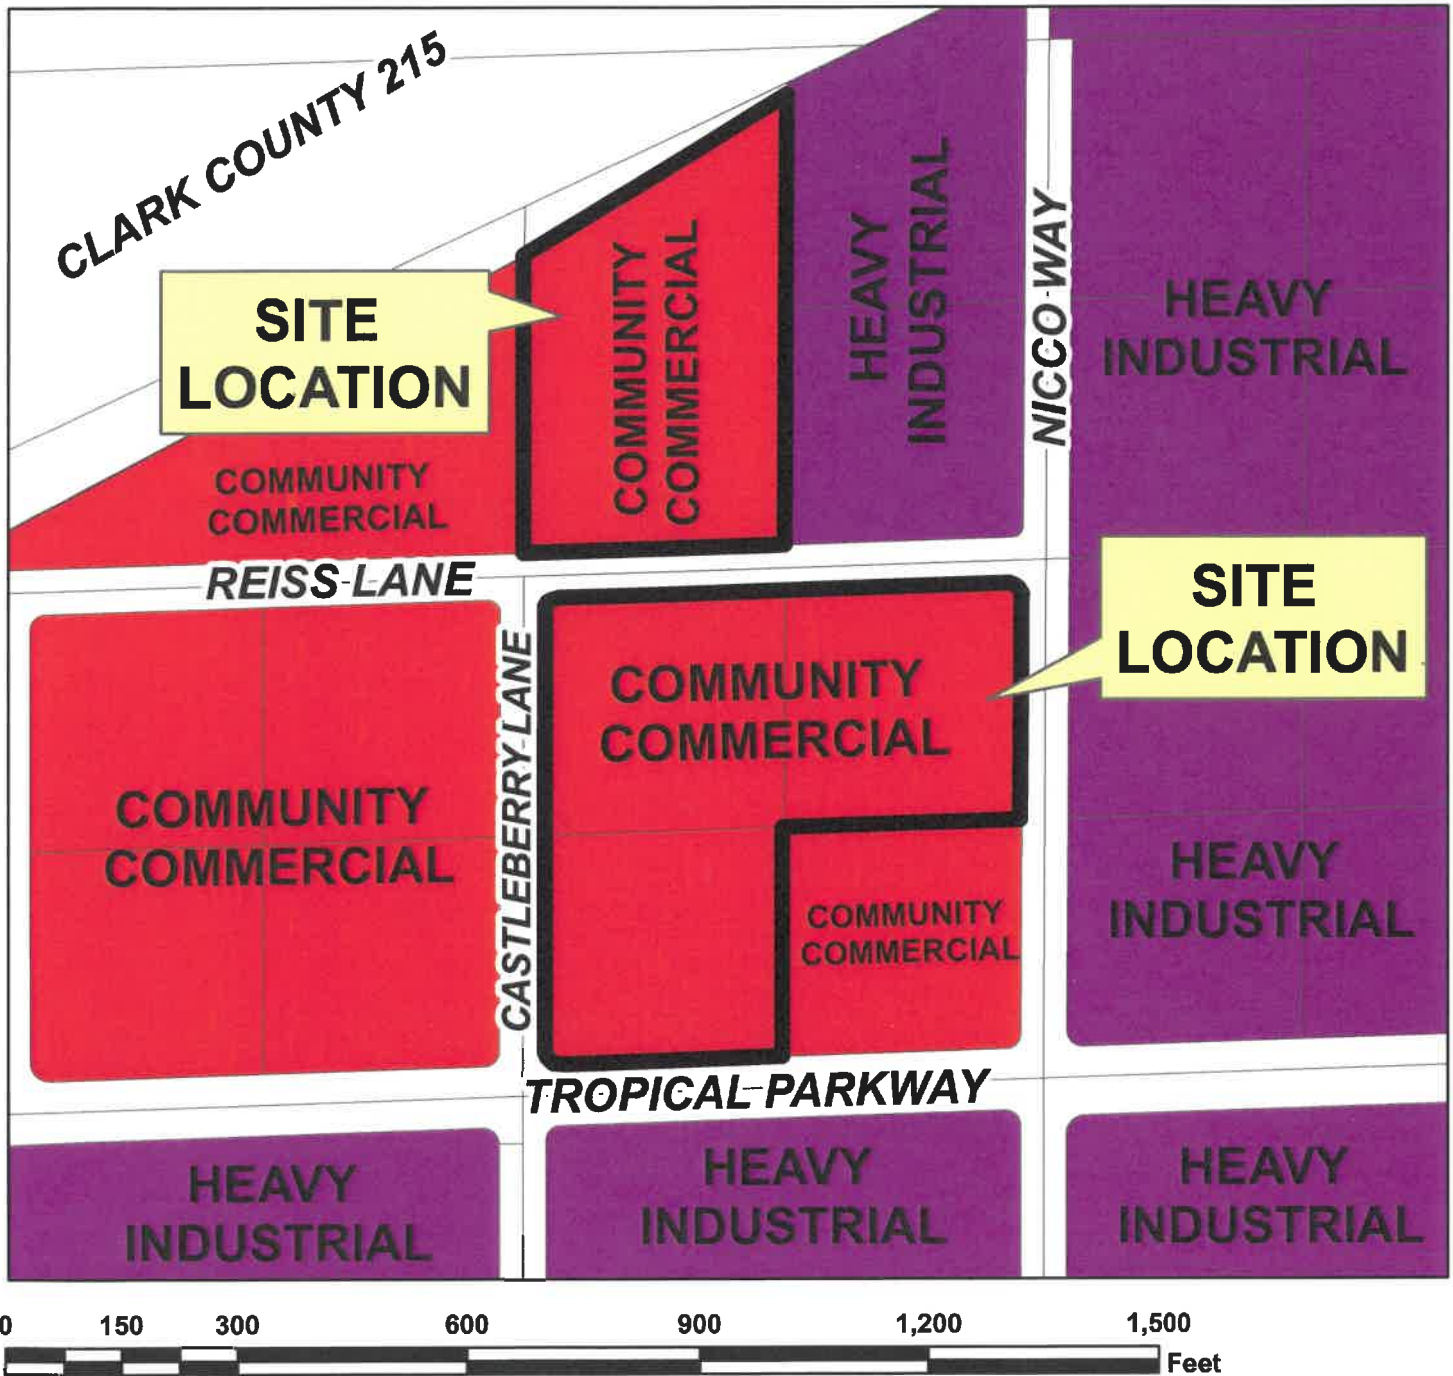 CLARK COUNTY 215
SITE
LOCATION
COMMUNITY
COMMERCIAL
HEAVY
INDUSTRIAL
NICCO WAY
HEAVY
INDUSTRIAL
COMMUNITY
COMMERCIAL
REISS LANE
SITE
LOCATION
COMMUNITY
COMMERCIAL
CASTLEBERRY LANE
COMMUNITY
COMMERCIAL
COMMUNITY
COMMERCIAL
HEAVY
INDUSTRIAL
TROPICAL PARKWAY
HEAVY
INDUSTRIAL
HEAVY
INDUSTRIAL
HEAVY
INDUSTRIAL
0 150 300 600 900 1,200 1,500
Feet